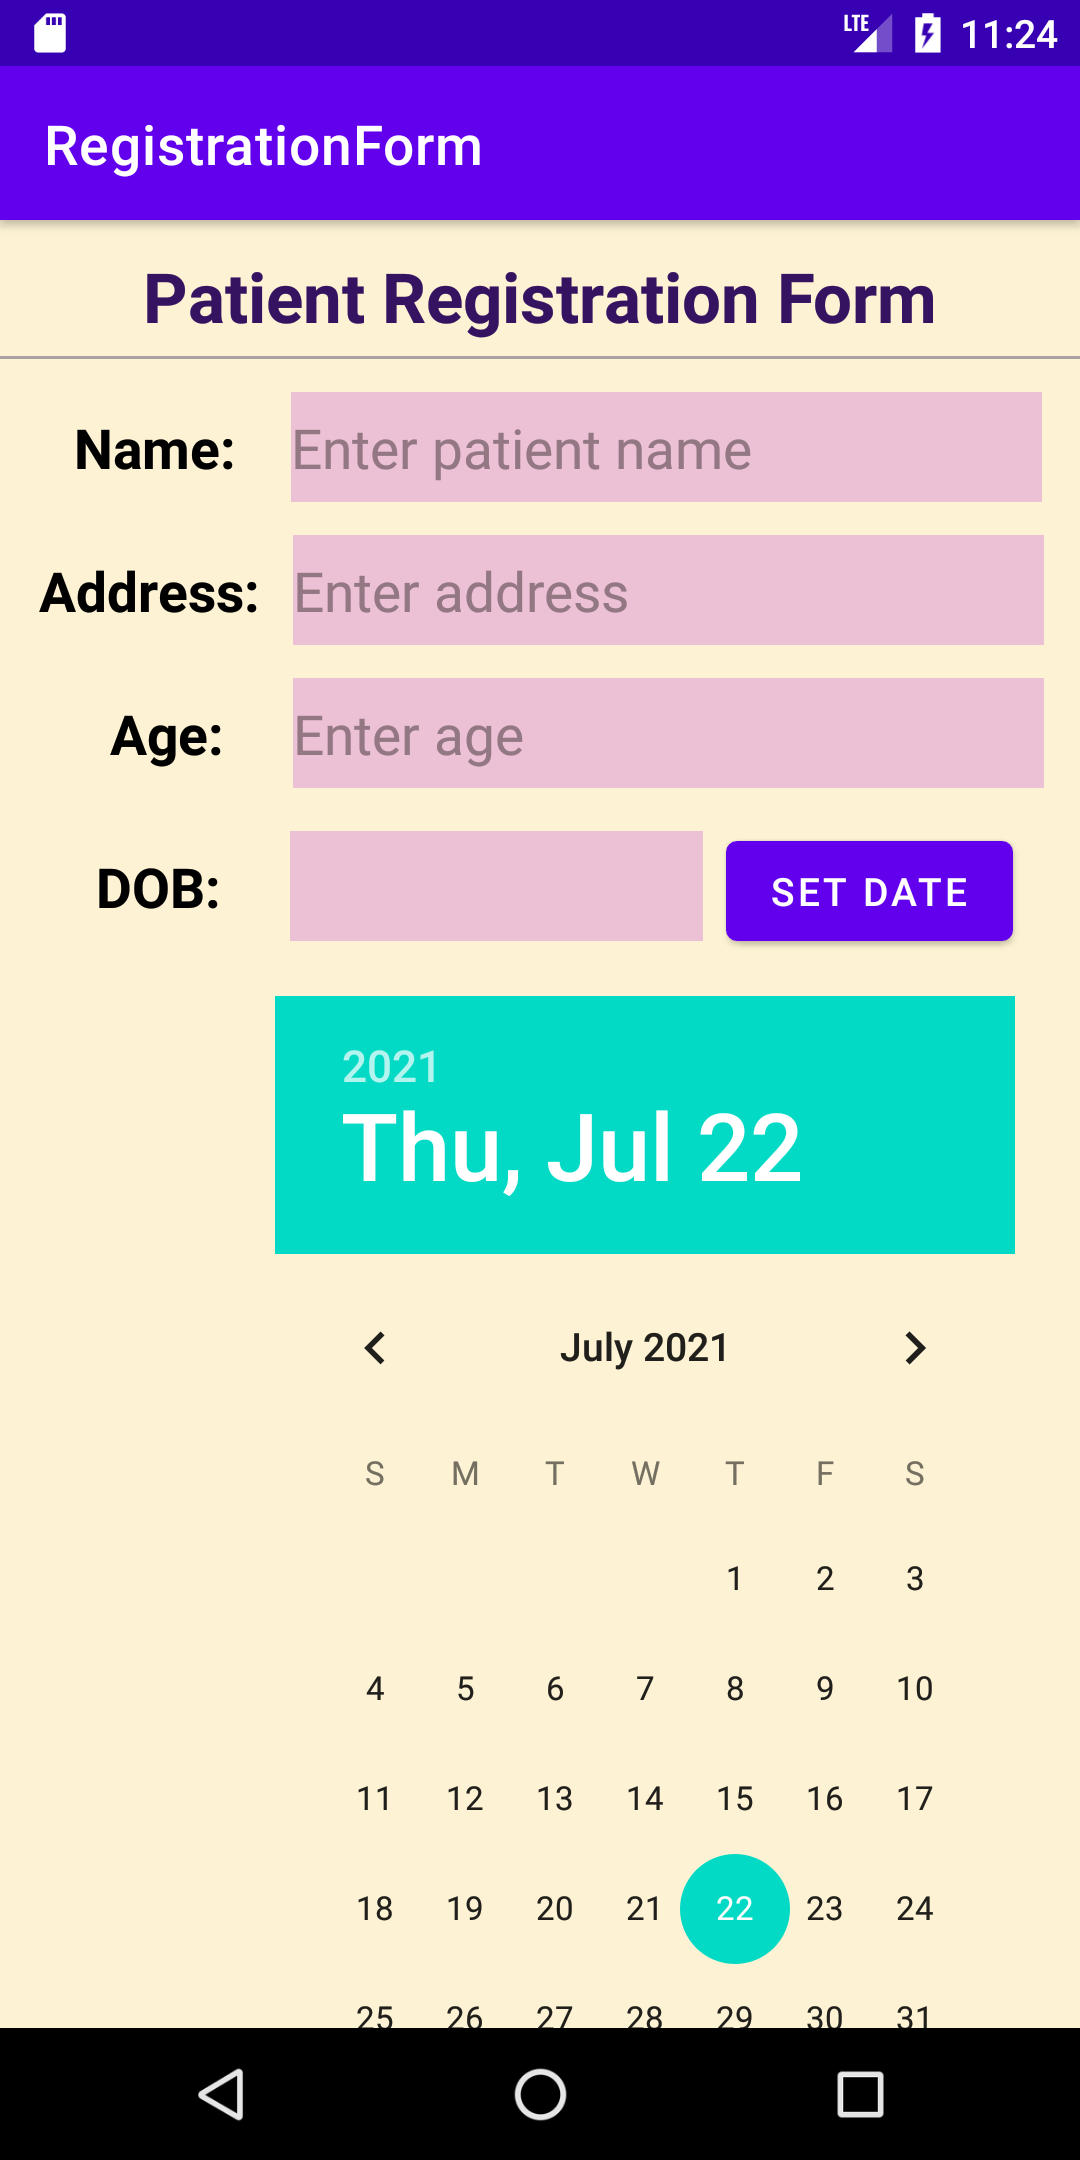 LTE 11:24
RegistrationForm
Patient Registration Form
Name: Enter patient name
Address: Enter address
Age: Enter age
DOB: SET DATE
2021
Thu, Jul 22
July 2021
S M T W T F S
1 2 3
4 5 6 7 8 9 10
11 12 13 14 15 16 17
18 19 20 21 22 23 24
25 26 27 28 29 30 31